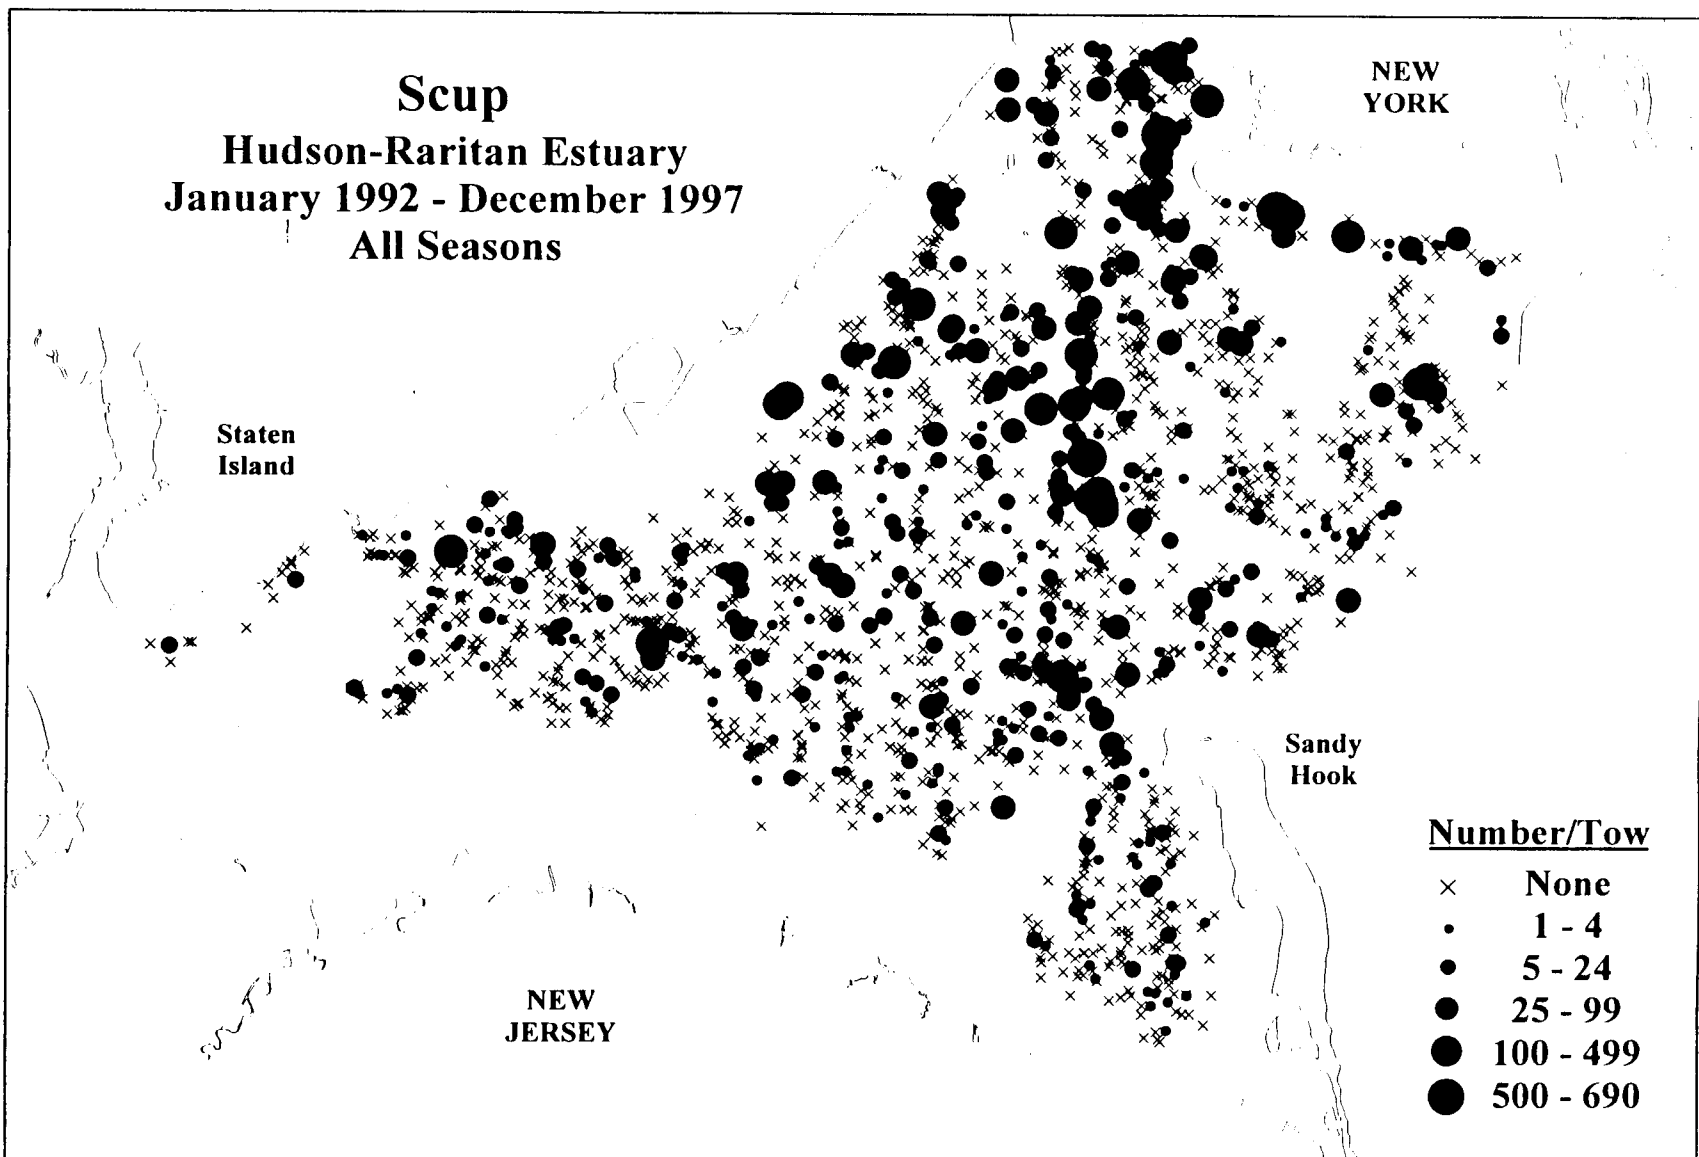 Scup
Hudson-Raritan Estuary
January 1992 - December 1997
All Seasons
NEW
YORK
Staten
Island
Sandy
Hook
NEW
JERSEY
Number/Tow
None
1 - 4
5 - 24
25 - 99
100 - 499
500 - 690